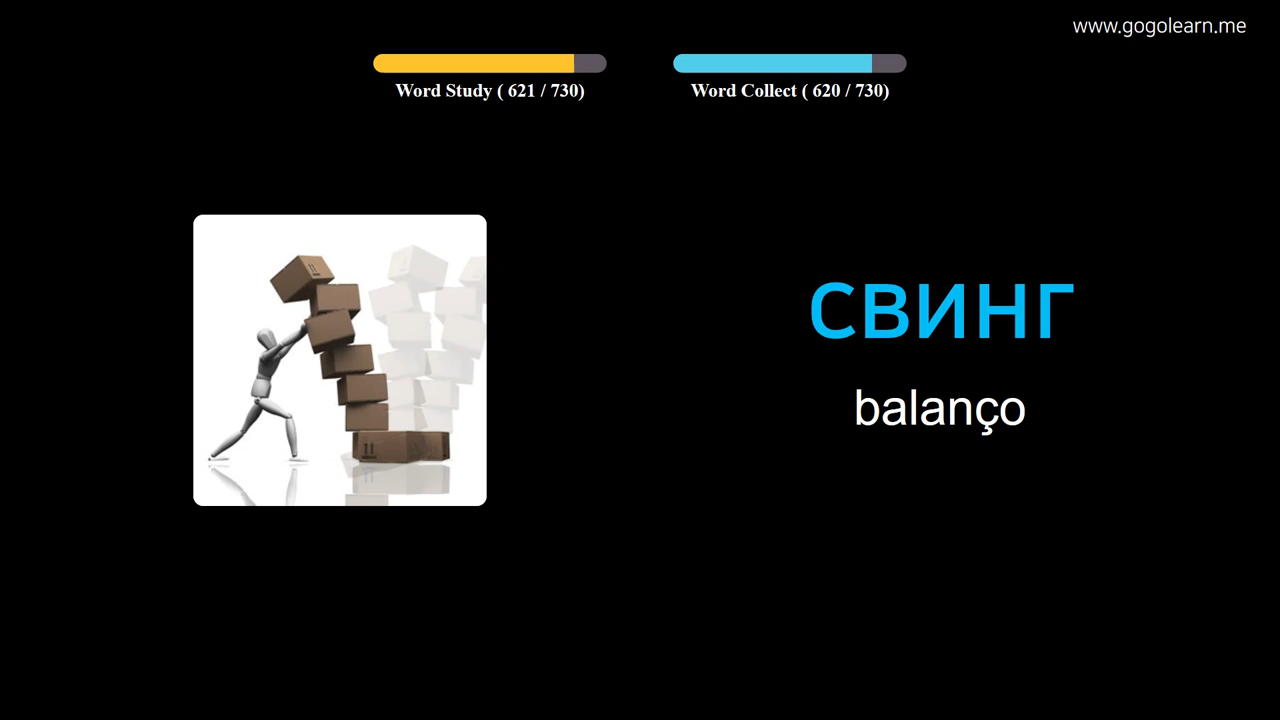 www.gogolearn.me
Word Study ( 621 / 730)
Word Collect ( 620 / 730)
свинг
balanço